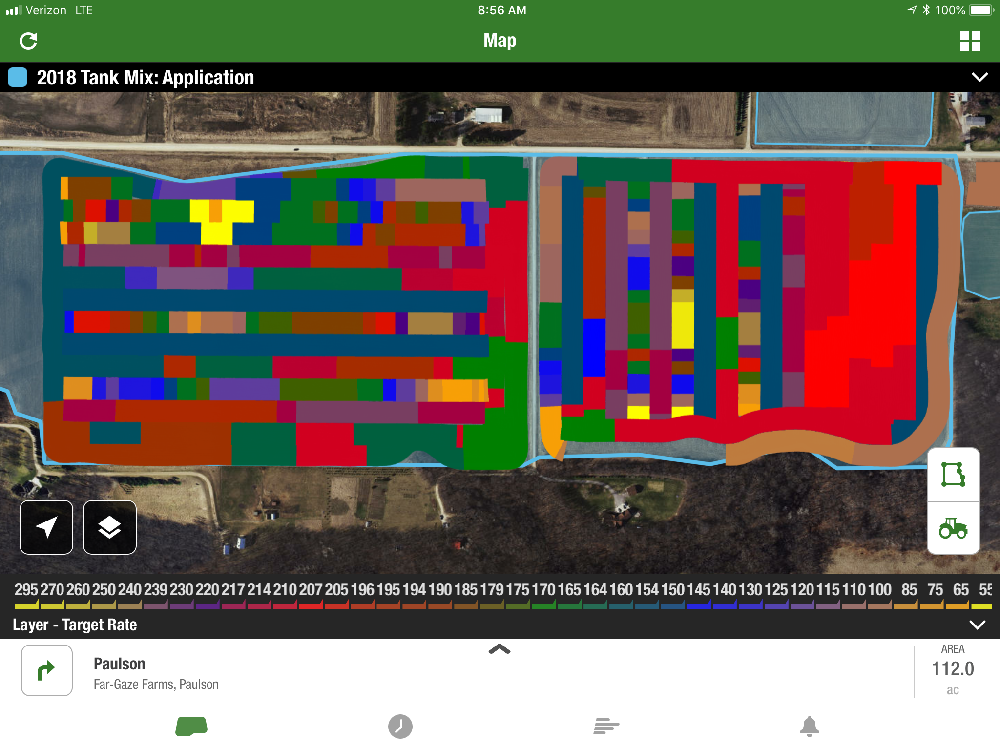 Verizon LTE 8:56 AM 100%
Map
2018 Tank Mix: Application
295 270 260 250 240 239 230 220 217 214 210 207 205 196 195 194 190 185 179 175 170 165 164 160 154 150 145 140 130 125 120 115 110 100 85 75 65 55
Layer - Target Rate
Paulson
Far-Gaze Farms, Paulson
AREA
112.0
ac